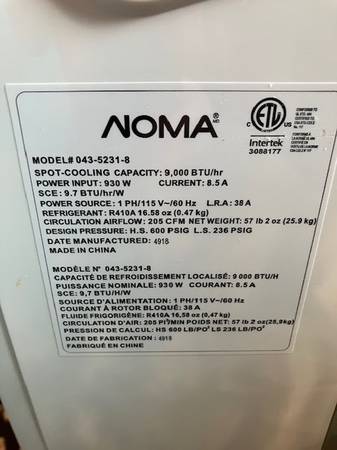 NOMA
MD
ETL
C US
Intertek
3088177
MODEL# 043-5231-8
SPOT-COOLING CAPACITY: 9,000 BTU/hr
POWER INPUT: 930 W CURRENT: 8.5 A
SCE: 9.7 BTU/hr/W
POWER SOURCE: 1 PH/115 V~/60 Hz L.R.A: 38 A
REFRIGERANT: R410A 16.58 oz (0.47 kg)
CIRCULATION AIRFLOW: 205 CFM NET WEIGHT: 57 lb 2 oz (25.9 kg)
DESIGN PRESSURE: H.S. 600 PSIG L.S. 236 PSIG
DATE MANUFACTURED: 4918
MADE IN CHINA
MODÈLE N° 043-5231-8
CAPACITÉ DE REFROIDISSEMENT LOCALISÉ: 9 000 BTU/H
PUISSANCE NOMINALE: 930 W COURANT: 8.5A
SCE: 9,7 BTU/H/W
SOURCE D'ALIMENTATION: 1 PH/115 V~/60 Hz
COURANT À ROTOR BLOQUÉ: 38 A
FLUIDE FRIGORIGÈNE: R410A 16,58 oz (0,47 kg)
CIRCULATION D'AIR: 205 PI³/MIN POIDS NET: 57 lb 2 oz(25,9kg)
PRESSION DE CALCUL: HS 600 LB/PO² LS 236 LB/PO²
DATE DE FABRICATION: 4918
FABRIQUÉ EN CHINE